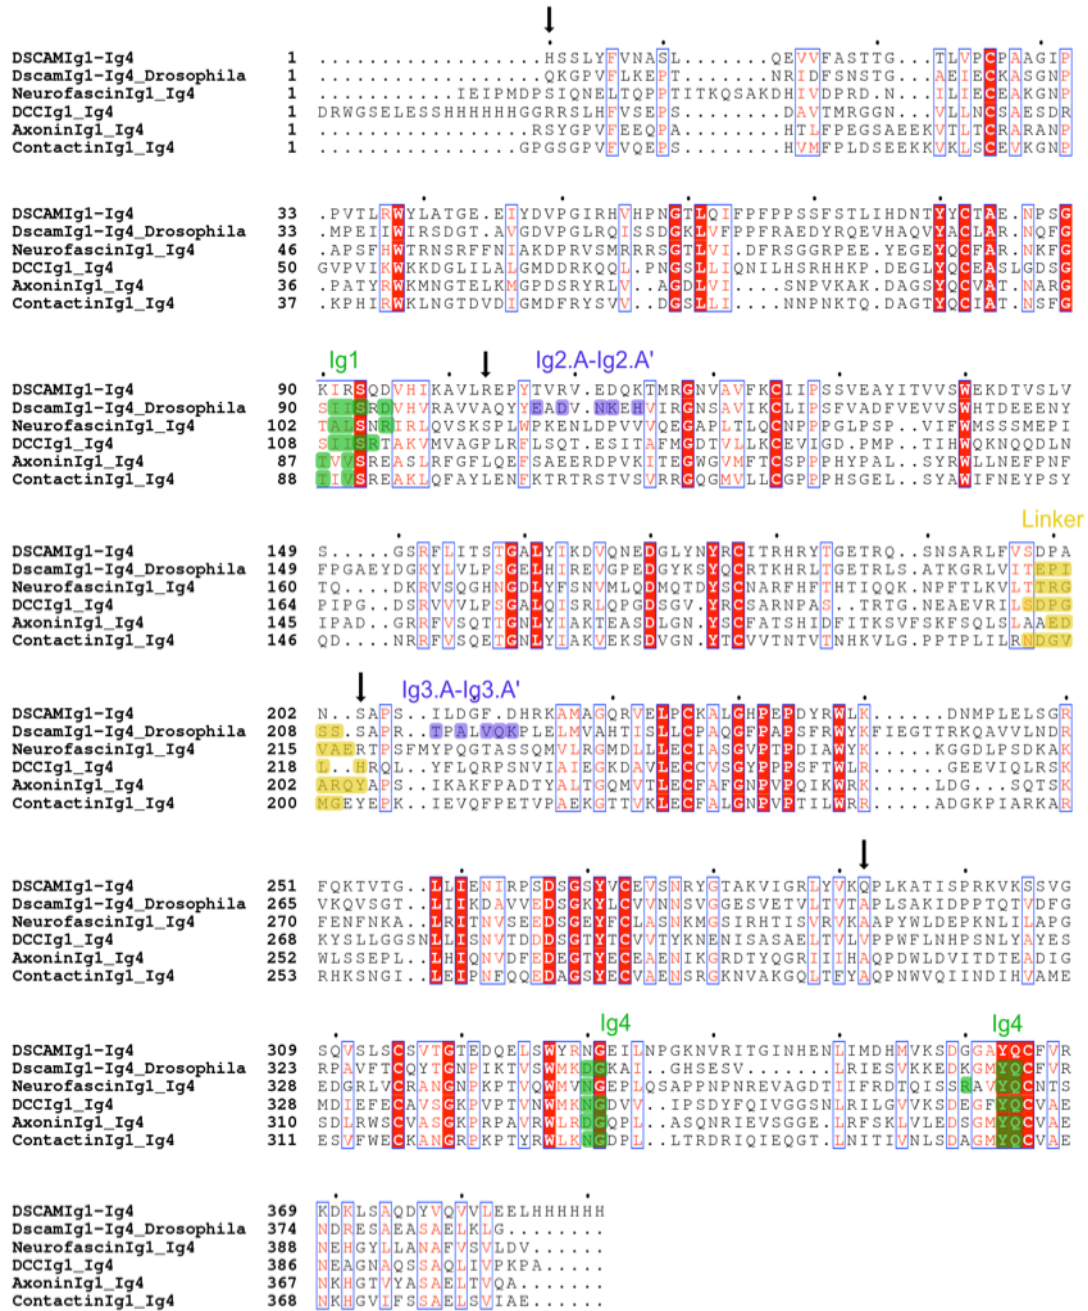 DSCAMIg1-Ig4 1 ..................HSSLYFVNASL........QEVVFASTTG...TLVPCPAAGIP
DscamIg1-Ig4_Drosophila 1 ..................QKGPVFLKEPT........NRIDFSNSTG...AEIECKASGNP
NeurofascinIg1_Ig4 1 ...........IEIPMDPSIQNELTQPPTITKQSAKDHIVDPRD.N...ILIECEAKGNP
DCCIg1_Ig4 1 DRWGSELESSHHHHHHGGRRSLHFVSEPS........DAVTMRGGN...VLLNCSAESDR
AxoninIg1_Ig4 1 .................RSYGPVFEEQPA........HTLFPEGSAEEKVTLTCRARANP
ContactinIg1_Ig4 1 ................GPGSGPVFVQEPS........HVMFPLDSEEKKVKLSCEVKGNP
DSCAMIg1-Ig4 33 .PVTLRWYLATGE.EIYDVPGIRHVHPNGTLQIFPFPPSSFSTLIHDNTYYCTAE.NPSG
DscamIg1-Ig4_Drosophila 33 .MPEIIWIRSDGT.AVGDVPGLRQISSDGKLVFPPFRAEDYRQEVHAQVYACLAR.NQFG
NeurofascinIg1_Ig4 46 .APSFHWTRNSRFFNIAKDPRVSMRRRSGTLVI.DFRSGGRPEE.YEGEYQCFAR.NKFG
DCCIg1_Ig4 50 GVPVIKWKKDGLILALGMDDRKQQL.PNGSLLIQNILHSRHHKP.DEGLYQCEASLGDSG
AxoninIg1_Ig4 36 .PATYRWKMNGTELKMGPDSRYRLV..AGDLVI...SNPVKAK.DAGSYQCVAT.NARG
ContactinIg1_Ig4 37 .KPHIRWKLNGTDVDIGMDFRYSVV..DGSLLI...NNPNKTQ.DAGTYQCIAT.NSFG
Ig1 Ig2.A-Ig2.A'
DSCAMIg1-Ig4 90 KIRSQDVHIKAVLREPYTVRV.EDQKTMRGNVAVFKCIIPSSVEAYITVVSWEKDTVSLV
DscamIg1-Ig4_Drosophila 90 SIISRDVHVRAVVAQYYEADV.NKEHVIRGNSAVIKCLIPSFVADFVEVVSWHTDEEENY
NeurofascinIg1_Ig4 102 TALSNRIRLQVSKSPLWPKENLDPVVVQEGAPLTLQCNPPPGLPSP..VIFWMSSSMEPI
DCCIg1_Ig4 108 SIISRTAKVMVAGPLRFLSQT.ESITAFMGDTVLLKCEVIGD.PMP..TIHWQKNQQDLN
AxoninIg1_Ig4 87 TVVSREASLRFGFLQEFSAEERDPVKITEGWGVMFTCSPPPHYPAL..SYRWLLNEFPNF
ContactinIg1_Ig4 88 TIVSREAKLQFAYLENFKTRTRSTVSVRRGQGMVLLCGPPPHSGEL..SYAWIFNEYPSY
Linker
DSCAMIg1-Ig4 149 S.....GSRFLITSTGALYIKDVQNEDGLYNYRCITRHRYTGETRQ..SNSARLFVSDPA
DscamIg1-Ig4_Drosophila 149 FPGAEYDGKYLVLPSGELHIREVGPEDGYKSYQCRTKHRLTGETRLS.ATKGRLVITEPI
NeurofascinIg1_Ig4 160 TQ....DKRVSQGHNGDLYFSNVMLQDMQTDYSCNARFHFTHTIQQK.NPFTLKVLTTRG
DCCIg1_Ig4 164 PIPG..DSRVVVLPSGALQISRLQPGDSGV.YRCSARNPAS..TRTG.NEAEVRILSDPG
AxoninIg1_Ig4 145 IPAD..GRRFVSQTTGNLYIAKTEASDLGN.YSCFATSHIDFITKSVFSKFSQLSLAAED
ContactinIg1_Ig4 146 QD....NRRFVSQETGNLYIAKVEKSDVGN.YTCVVTNTVTNHKVLG.PPTPLILRNDGV
Ig3.A-Ig3.A'
DSCAMIg1-Ig4 202 N..SAPS..ILDGF.DHRKAMAGQRVELPCKALGHPEPDYRWLK......DNMPLELSGR
DscamIg1-Ig4_Drosophila 208 SS.SAPR..TPALVQKPLELMVAHTISLLCPAQGFPAPSFRWYKFIEGTTRKQAVVLNDR
NeurofascinIg1_Ig4 215 VAERTPSFMYPQGTASSQMVLRGMDLLLECIASGVPTPDIAWYK......KGGDLPSDKAK
DCCIg1_Ig4 218 L..HRQL..YFLQRPSNVIAIEGKDAVLECCVSGYPPPSFTWLR......GEEVIQLRSK
AxoninIg1_Ig4 202 ARQYAPS..IKAKFPADTYALTGQMVTLECFAFGNPVPQIKWRK......LDG...SQTSK
ContactinIg1_Ig4 200 MGEYEPK..IEVQFPETVPAEKGTTVKLECFALGNPVPTILWRR......ADGKPIARKAR
DSCAMIg1-Ig4 251 FQKTVTG..LLIENIRPSDSGSYVCEVSNRYGTAKVIGRLYVKQPLKATISPRKVKSSVG
DscamIg1-Ig4_Drosophila 265 VKQVSGT..LIIKDAVVEDSGKYLCVVNNSVGGESVETVLTVTAPLSAKIDPPTQTVDFG
NeurofascinIg1_Ig4 270 FENFNKA..LRITNVSEEDSGEYFCLASNKMGSIRHTISVRVKAAPYWLDEPKNLILAPG
DCCIg1_Ig4 268 KYSLLGGSNLLISNVTDDDSGTYTCVVTYKNENISASAELTVLVPPWFLNHPSNLYAYES
AxoninIg1_Ig4 252 WLSSEPL..LHIQNVDFEDEGTYECEAENIKGRDTYQGRITIHAQPDWLDVITDTEADIG
ContactinIg1_Ig4 253 RHKSNGI..LEIPNFQQEDAGSYECVAENSRGKNVAKGQLTFYAQPNWVQIINDIHVAME
Ig4 Ig4
DSCAMIg1-Ig4 309 SQVSLSCSVTGTEDQELSWYRNGEILNPGKNVRITGINHENLIMDHMVKSDGGAYQCFVR
DscamIg1-Ig4_Drosophila 323 RPAVFTCQYTGNPIKTVSWMKDGKAI..GHSESV.......LRIESVKKEDKGMYQCFVR
NeurofascinIg1_Ig4 328 EDGRLVCRANGNPKPTVQWMVNGEPLQSAPPNPNREVAGDTIIFRDTQISSRAVYQCNTS
DCCIg1_Ig4 328 MDIEFECAVSGKPVPTVNWMKNGDVV..IPSDYFQIVGGSNLRILGVVKSDEGFYQCVAE
AxoninIg1_Ig4 310 SDLRWSCVASGKPRPAVRWLRDGQPL..ASQNRIEVSGGE.LRFSKLVLEDSGMYQCVAE
ContactinIg1_Ig4 311 ESVFWECKANGRPKPTYRWLKNGDPL..LTRDRIQIEQGT.LNITIVNLSDAGMYQCVAE
DSCAMIg1-Ig4 369 KDKLSAQDYVQVVLEELHHHHHH
DscamIg1-Ig4_Drosophila 374 NDRESAEASAELKLG........
NeurofascinIg1_Ig4 388 NEHGYLLANAFVSVLDV......
DCCIg1_Ig4 386 NEAGNAQSSAQLIVPKPA.....
AxoninIg1_Ig4 367 NKHGTVYASAELTVQA.......
ContactinIg1_Ig4 368 NKHGVIFSSAELSVIAE......